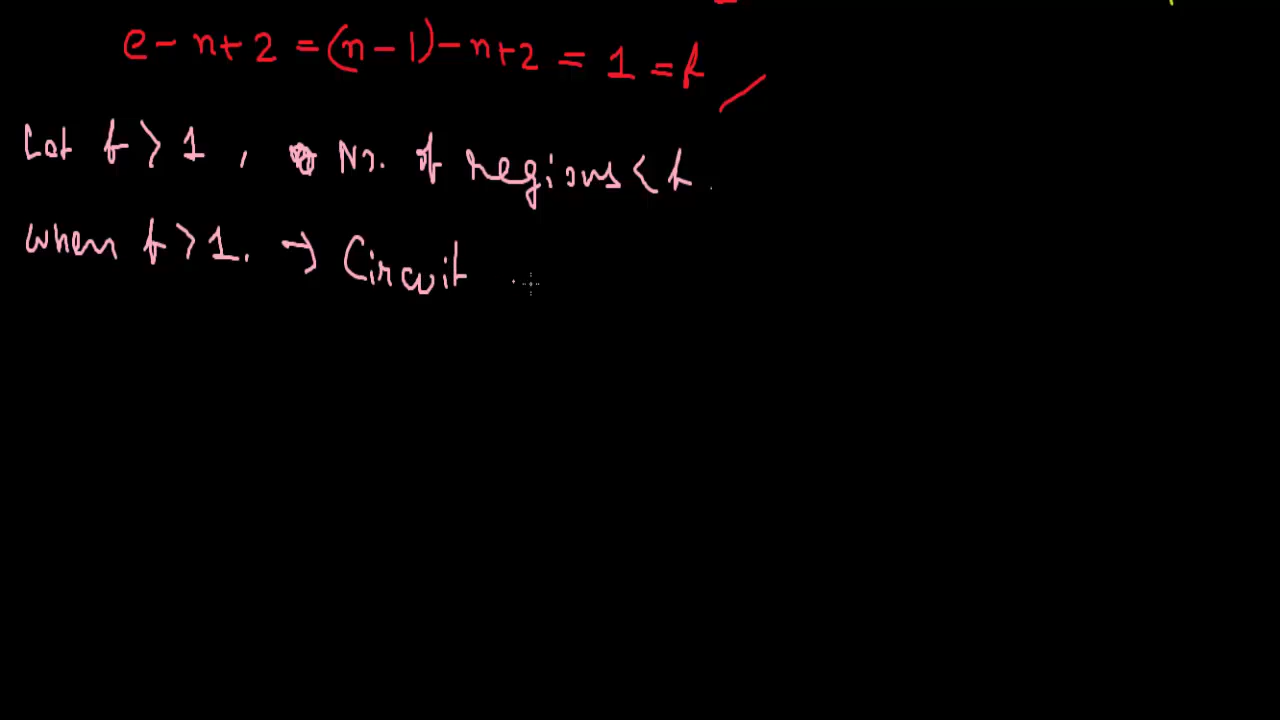 e - n + 2 = (n - 1) - n + 2 = 1 = f
Let f > 1 , No. of regions < f .
When f > 1. → Circuit